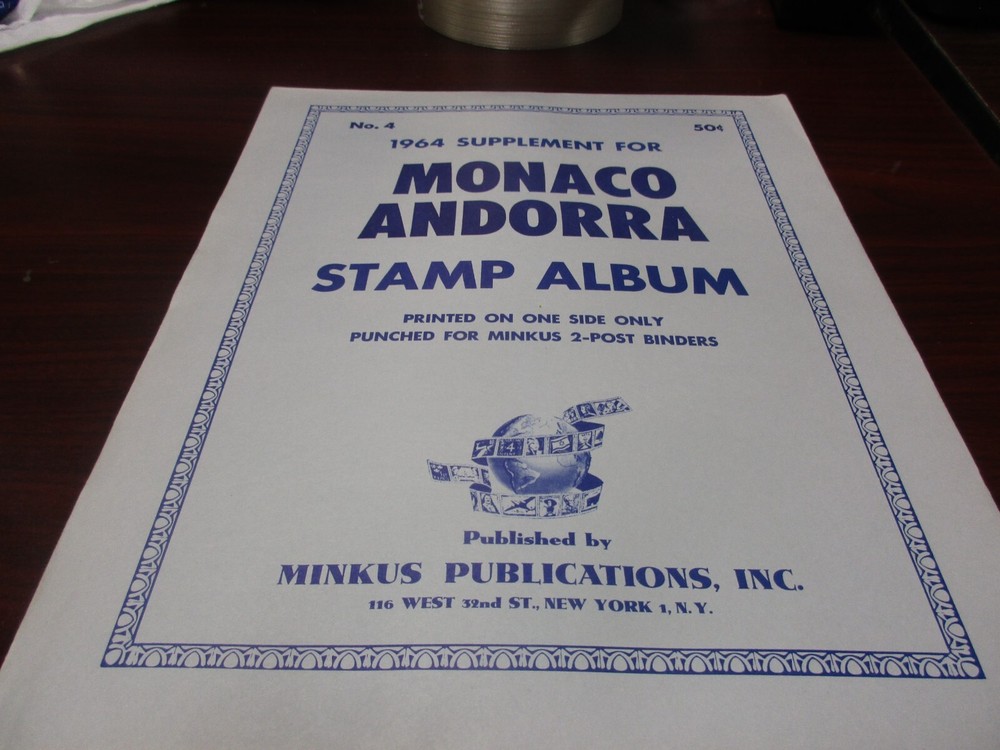 No. 4 50¢
1964 SUPPLEMENT FOR
MONACO
ANDORRA
STAMP ALBUM
PRINTED ON ONE SIDE ONLY
PUNCHED FOR MINKUS 2-POST BINDERS
Published by
MINKUS PUBLICATIONS, INC.
116 WEST 32nd ST., NEW YORK 1, N.Y.